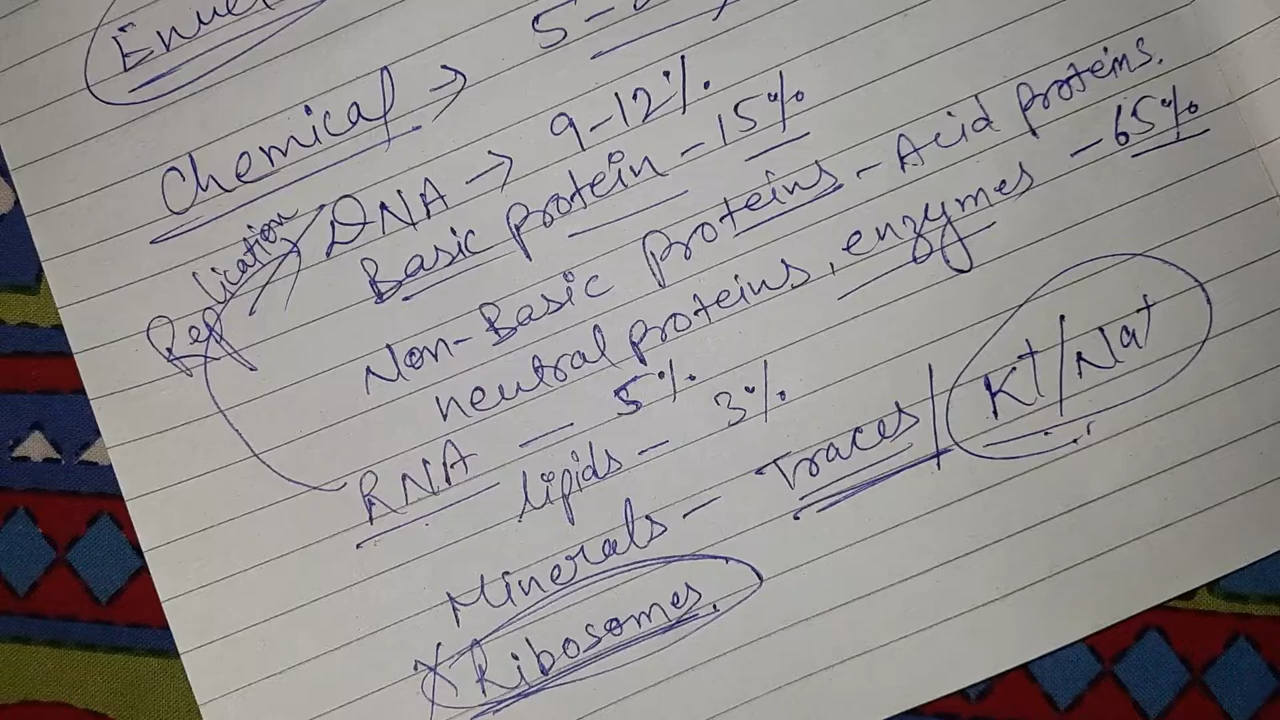 Chemical →
Replication
DNA → 9-12%
Basic protein - 15%
Non-Basic Proteins - Acid proteins.
neutral proteins, enzymes - 65%
RNA - 5%
lipids - 3%
Minerals - Traces / K+/Na+
Ribosomes.